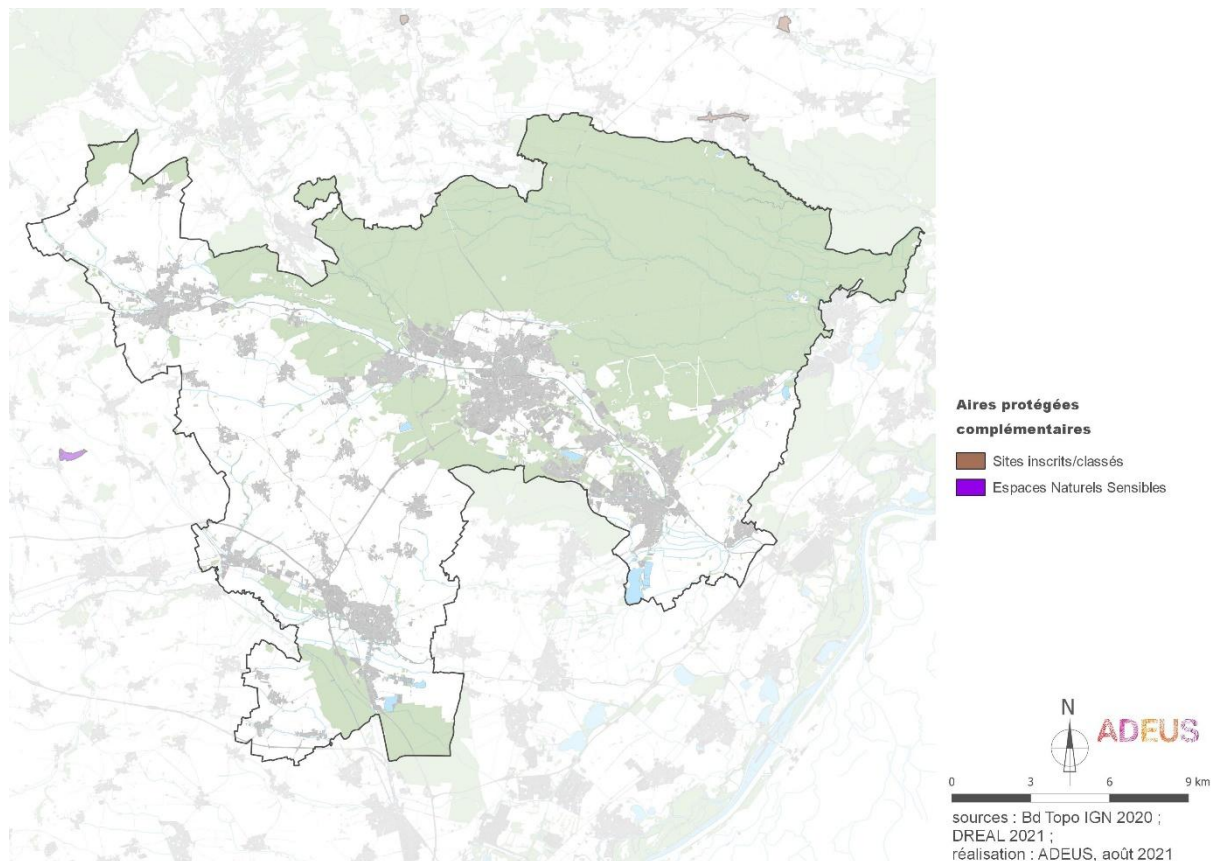 Aires protégées
complémentaires
Sites inscrits/classés
Espaces Naturels Sensibles
N
ADEUS
0 3 6 9 km
sources : Bd Topo IGN 2020 ;
DREAL 2021 ;
réalisation : ADEUS, août 2021